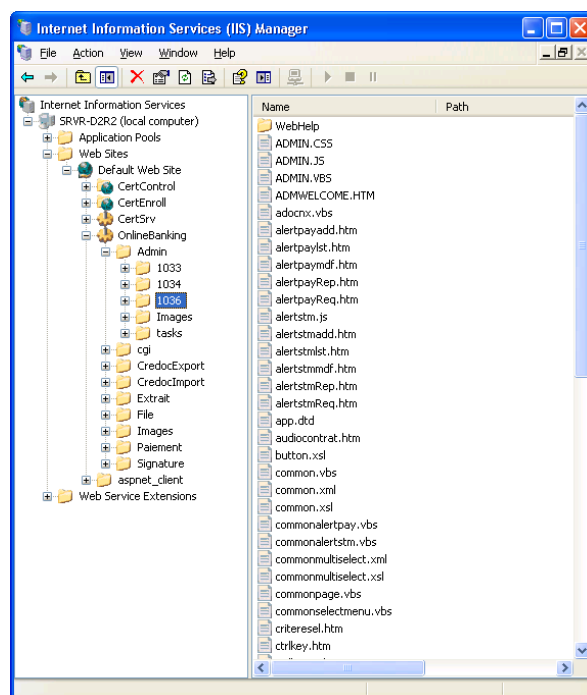 Internet Information Services (IIS) Manager
File Action View Window Help
Internet Information Services
SRVR-D2R2 (local computer)
Application Pools
Web Sites
Default Web Site
CertControl
CertEnroll
CertSrv
OnlineBanking
Admin
1033
1034
1036
Images
tasks
cgi
CredocExport
CredocImport
Extrait
File
Images
Paiement
Signature
aspnet_client
Web Service Extensions
Name Path
WebHelp
ADMIN.CSS
ADMIN.JS
ADMIN.VBS
ADMWELCOME.HTM
adocnx.vbs
alertpayadd.htm
alertpaylst.htm
alertpaymdf.htm
alertpayRep.htm
alertpayReq.htm
alertstm.js
alertstmadd.htm
alertstmlst.htm
alertstmmdf.htm
alertstmRep.htm
alertstmReq.htm
app.dtd
audiocontrat.htm
button.xsl
common.vbs
common.xml
common.xsl
commonalertpay.vbs
commonalertstm.vbs
commonmultiselect.xml
commonmultiselect.xsl
commonpage.vbs
commonselectmenu.vbs
criteresel.htm
ctrlkey.htm